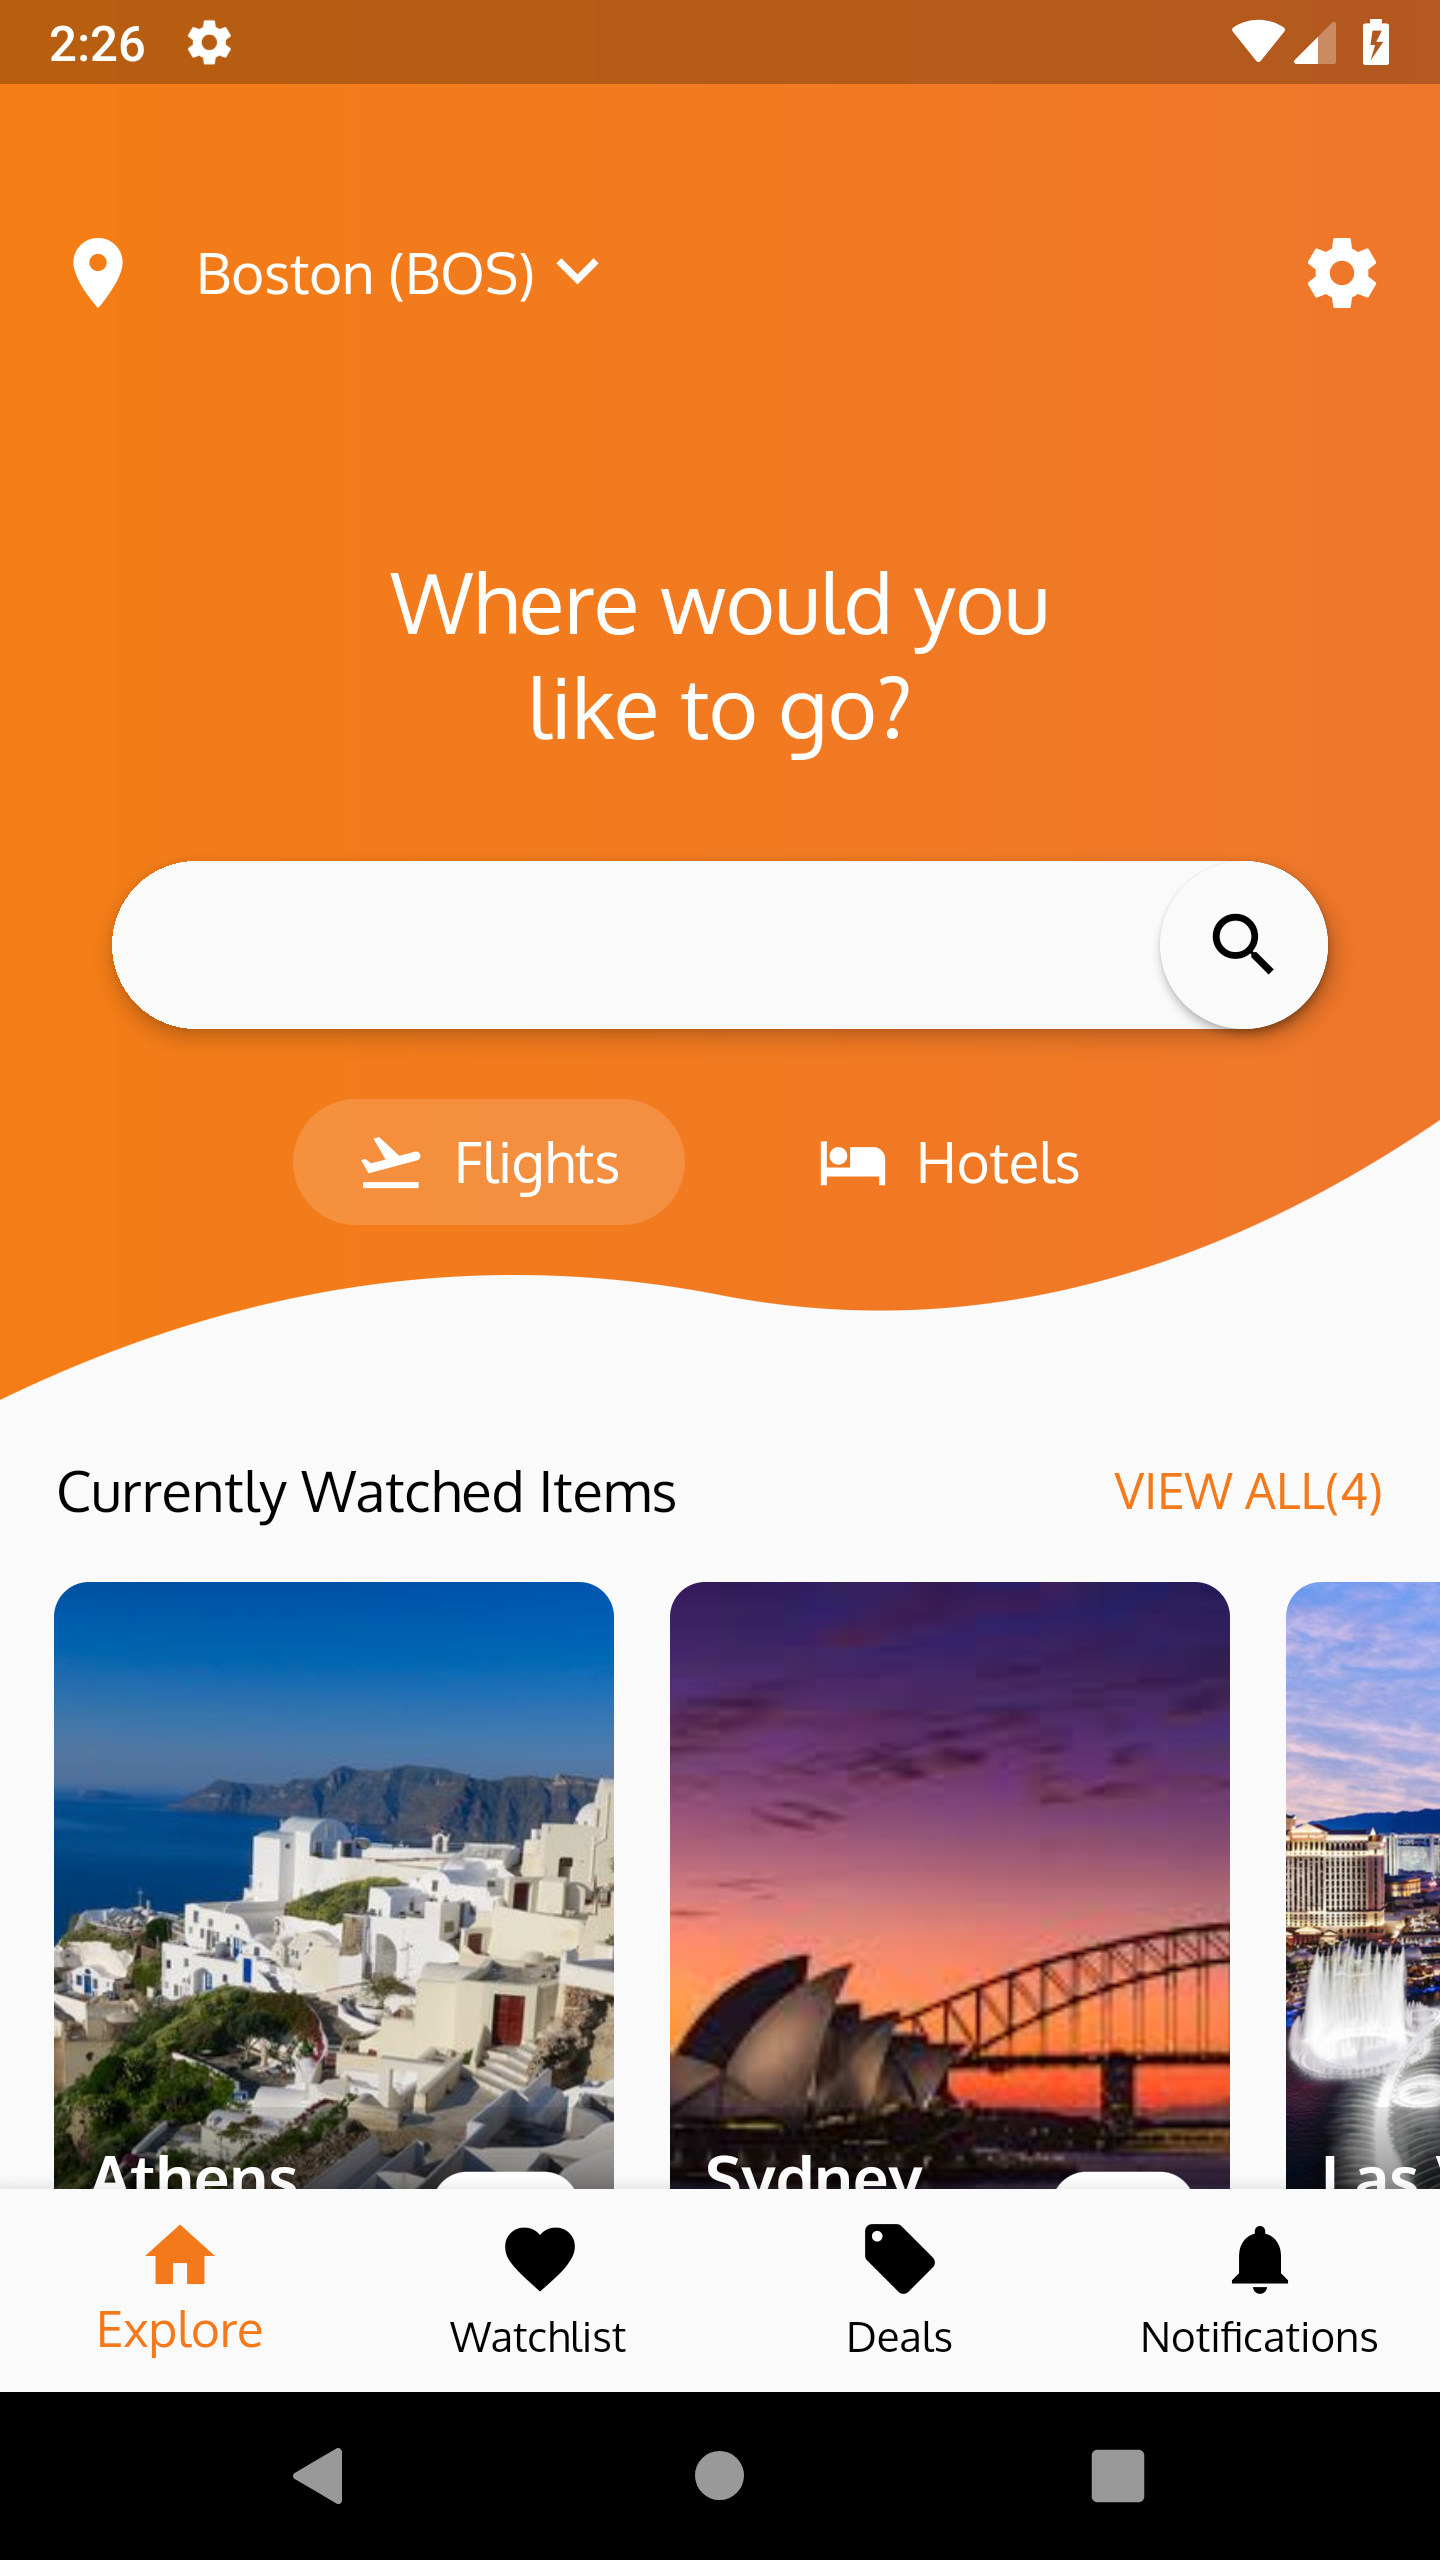 2:26
Boston (BOS)
Where would you
like to go?
Flights
Hotels
Currently Watched Items
VIEW ALL(4)
Athens
Sydney
Las
Explore
Watchlist
Deals
Notifications